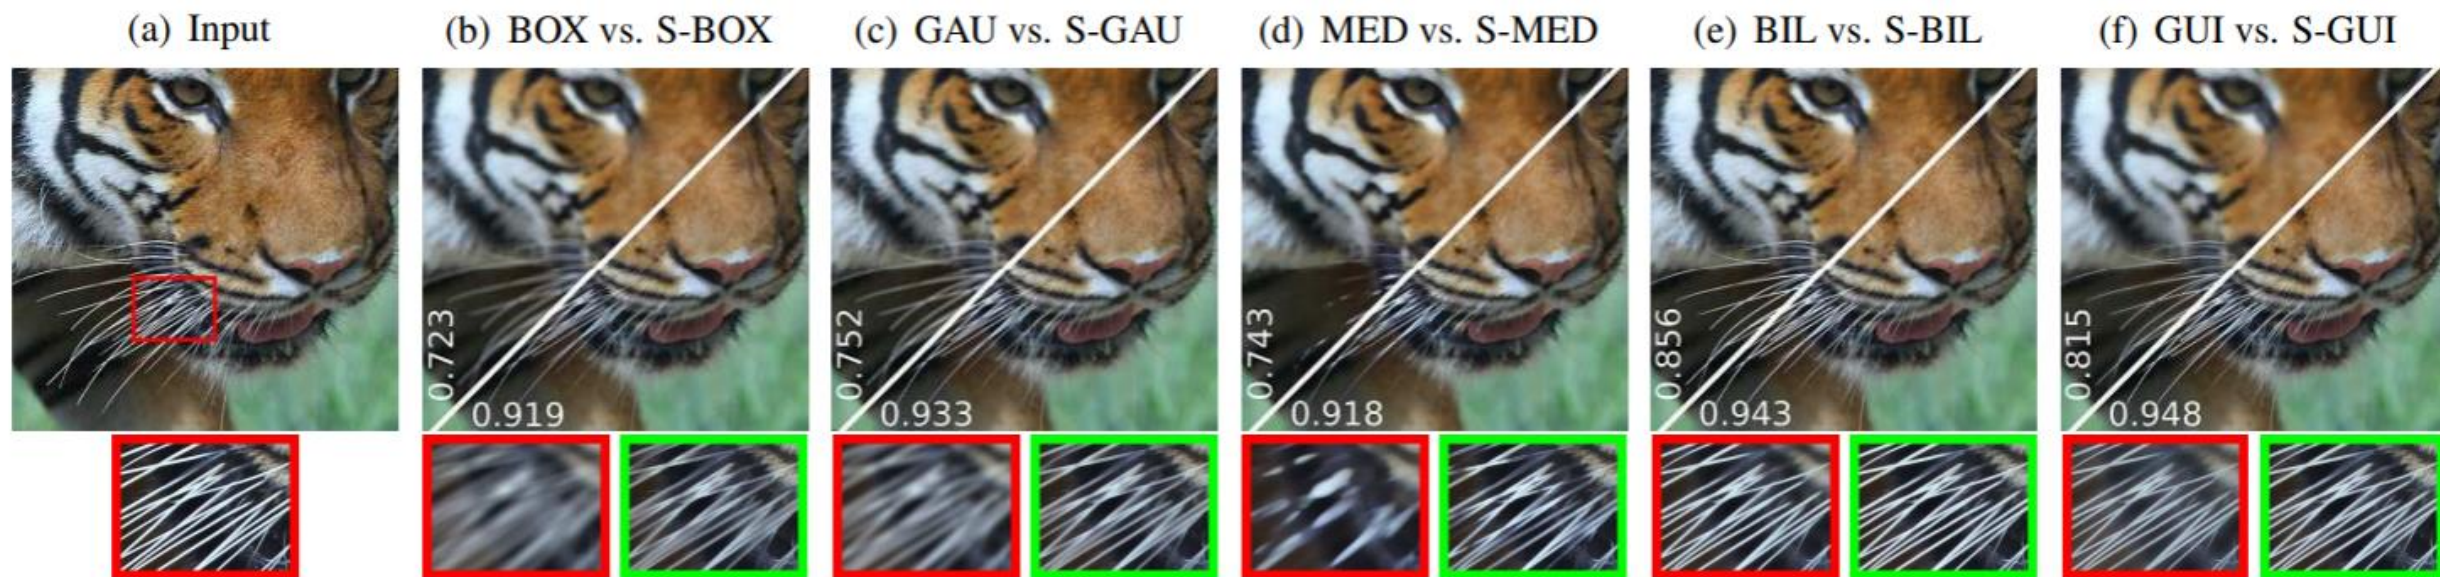 (a) Input
(b) BOX vs. S-BOX
(c) GAU vs. S-GAU
(d) MED vs. S-MED
(e) BIL vs. S-BIL
(f) GUI vs. S-GUI
0.723
0.919
0.752
0.933
0.743
0.918
0.856
0.943
0.815
0.948